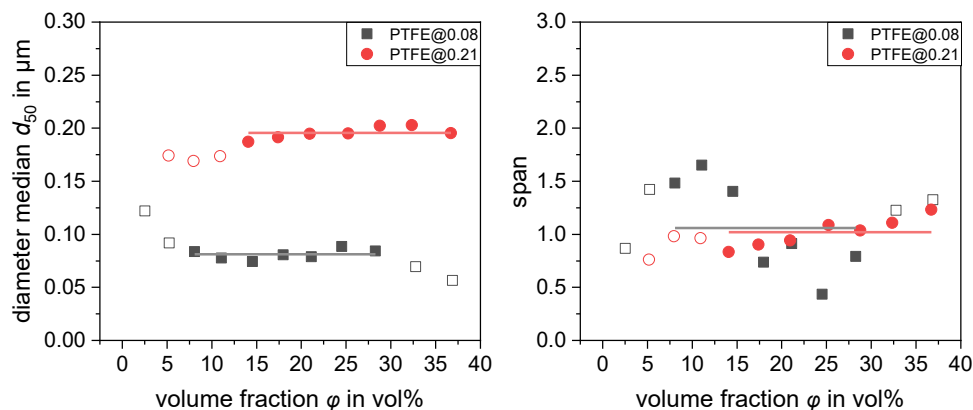 diameter median d50 in μm
0.30
0.25
0.20
0.15
0.10
0.05
0.00
PTFE@0.08
PTFE@0.21
0 5 10 15 20 25 30 35 40
volume fraction φ in vol%
span
3.0
2.5
2.0
1.5
1.0
0.5
0.0
PTFE@0.08
PTFE@0.21
0 5 10 15 20 25 30 35 40
volume fraction φ in vol%